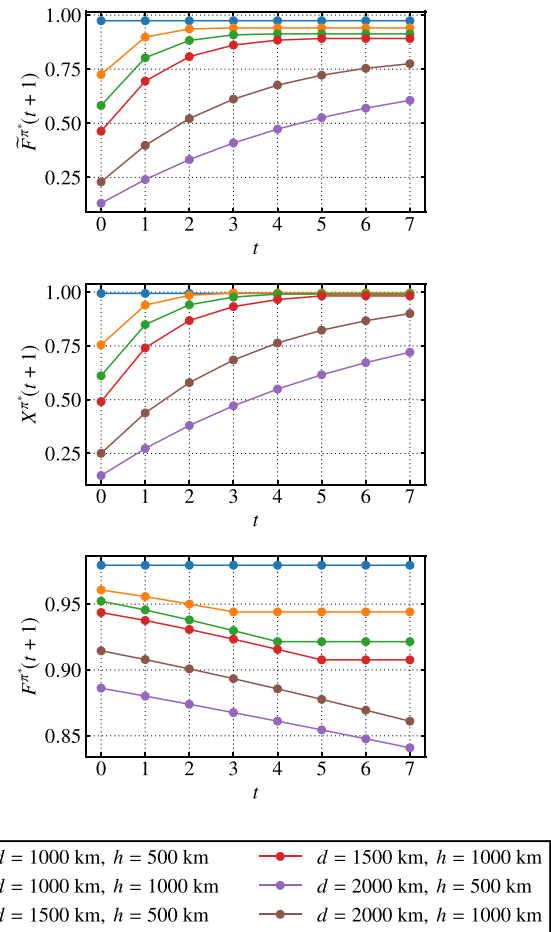 1.00
0.75
0.50
0.25
F̃^{π*}(t + 1)
0 1 2 3 4 5 6 7
t
1.00
0.75
0.50
0.25
X^{π*}(t + 1)
0 1 2 3 4 5 6 7
t
0.95
0.90
0.85
F^{π*}(t + 1)
0 1 2 3 4 5 6 7
t
d = 1000 km, h = 500 km d = 1500 km, h = 1000 km
d = 1000 km, h = 1000 km d = 2000 km, h = 500 km
d = 1500 km, h = 500 km d = 2000 km, h = 1000 km